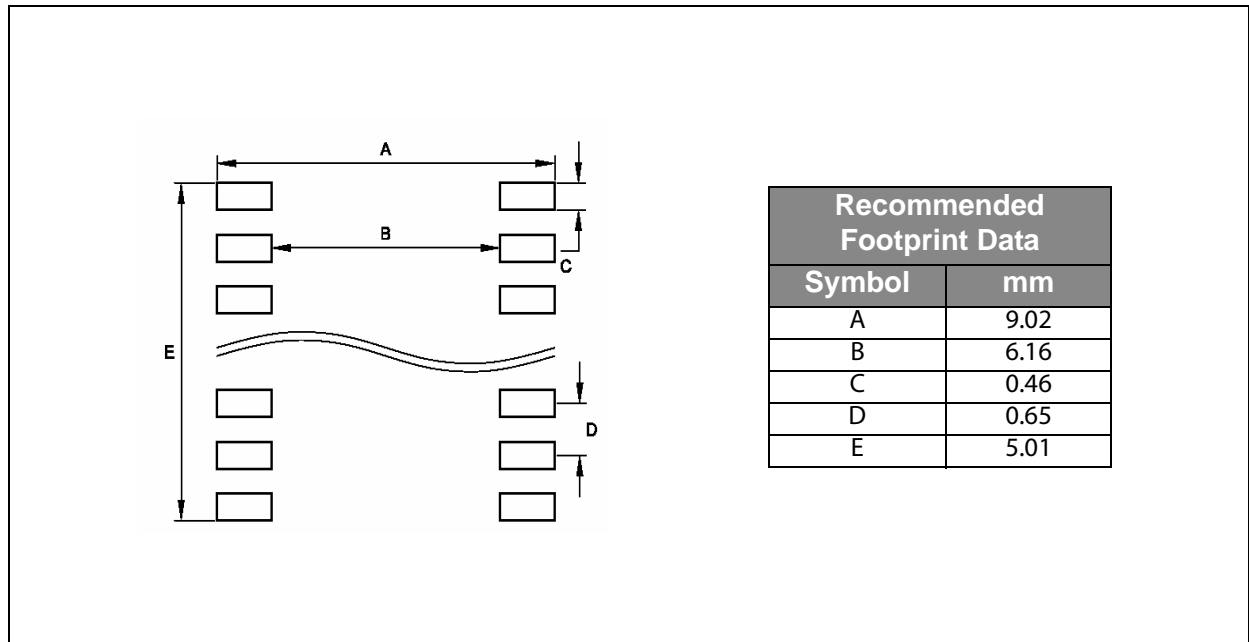 A
B
C
E
D
Recommended
Footprint Data
Symbol mm
A 9.02
B 6.16
C 0.46
D 0.65
E 5.01